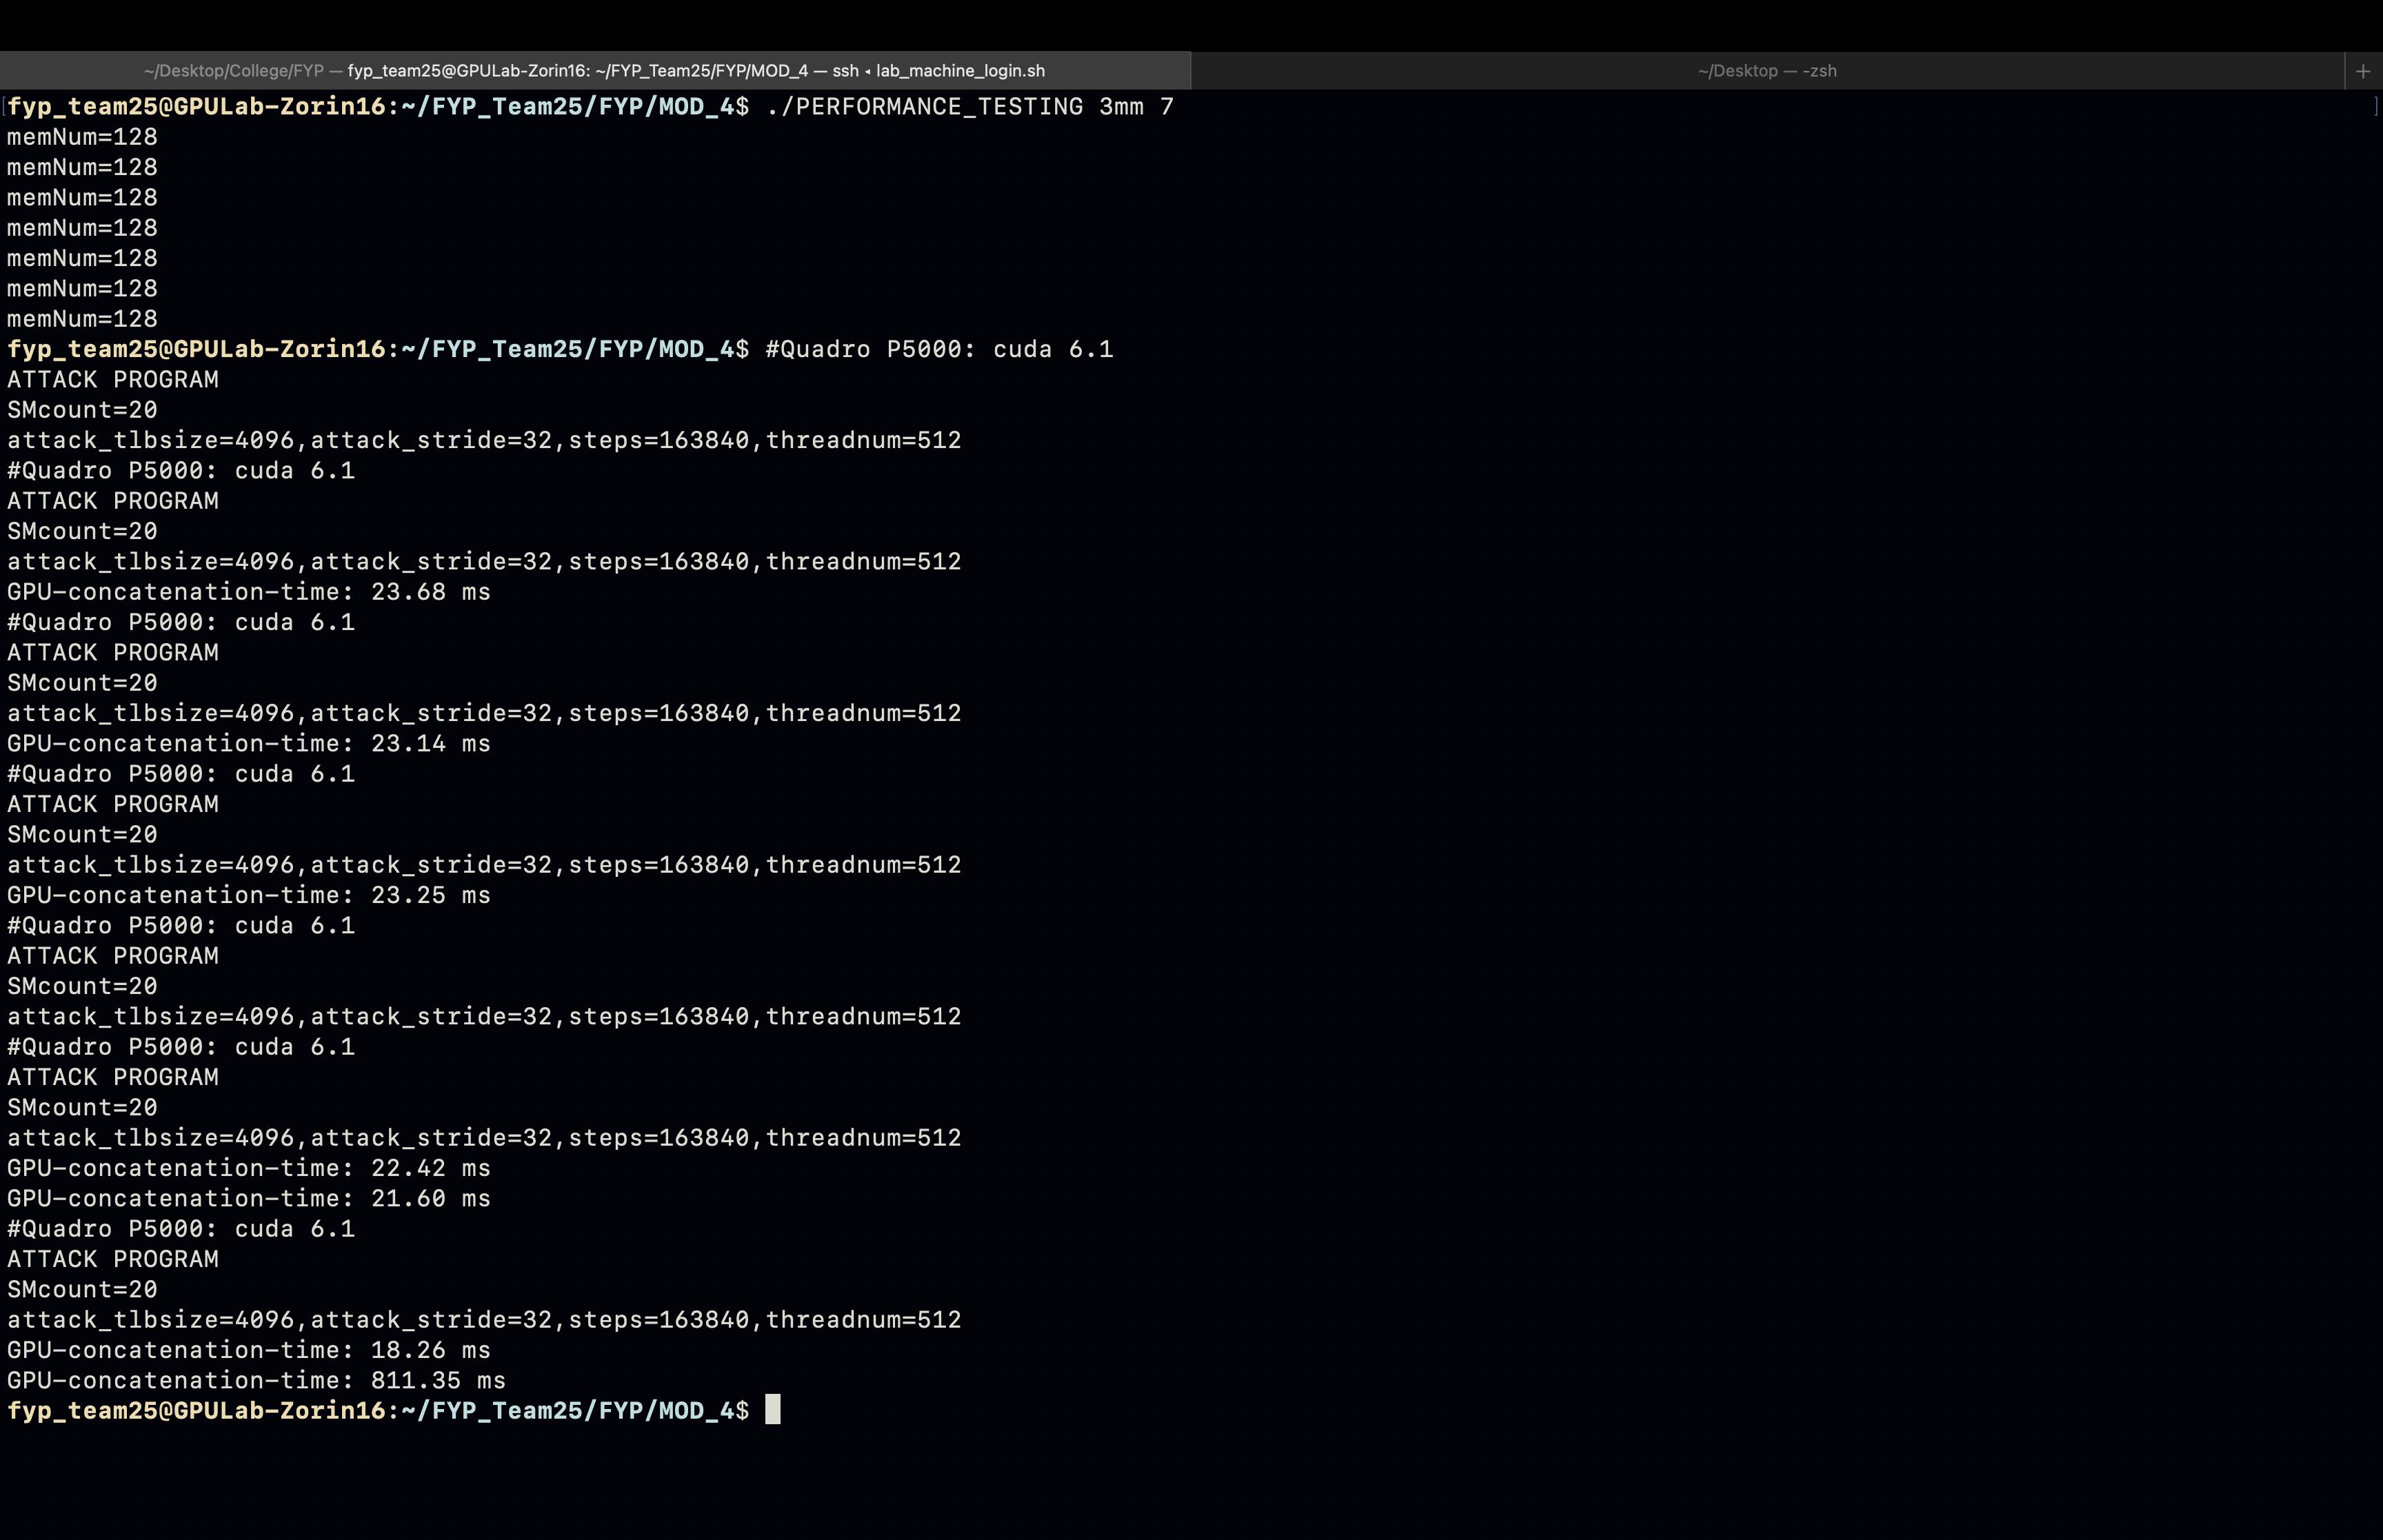 ~/Desktop/College/FYP — fyp_team25@GPULab-Zorin16: ~/FYP_Team25/FYP/MOD_4 — ssh ◂ lab_machine_login.sh
~/Desktop — -zsh
+
fyp_team25@GPULab-Zorin16:~/FYP_Team25/FYP/MOD_4$ ./PERFORMANCE_TESTING 3mm 7
memNum=128
memNum=128
memNum=128
memNum=128
memNum=128
memNum=128
memNum=128
fyp_team25@GPULab-Zorin16:~/FYP_Team25/FYP/MOD_4$ #Quadro P5000: cuda 6.1
ATTACK PROGRAM
SMcount=20
attack_tlbsize=4096,attack_stride=32,steps=163840,threadnum=512
#Quadro P5000: cuda 6.1
ATTACK PROGRAM
SMcount=20
attack_tlbsize=4096,attack_stride=32,steps=163840,threadnum=512
GPU-concatenation-time: 23.68 ms
#Quadro P5000: cuda 6.1
ATTACK PROGRAM
SMcount=20
attack_tlbsize=4096,attack_stride=32,steps=163840,threadnum=512
GPU-concatenation-time: 23.14 ms
#Quadro P5000: cuda 6.1
ATTACK PROGRAM
SMcount=20
attack_tlbsize=4096,attack_stride=32,steps=163840,threadnum=512
GPU-concatenation-time: 23.25 ms
#Quadro P5000: cuda 6.1
ATTACK PROGRAM
SMcount=20
attack_tlbsize=4096,attack_stride=32,steps=163840,threadnum=512
#Quadro P5000: cuda 6.1
ATTACK PROGRAM
SMcount=20
attack_tlbsize=4096,attack_stride=32,steps=163840,threadnum=512
GPU-concatenation-time: 22.42 ms
GPU-concatenation-time: 21.60 ms
#Quadro P5000: cuda 6.1
ATTACK PROGRAM
SMcount=20
attack_tlbsize=4096,attack_stride=32,steps=163840,threadnum=512
GPU-concatenation-time: 18.26 ms
GPU-concatenation-time: 811.35 ms
fyp_team25@GPULab-Zorin16:~/FYP_Team25/FYP/MOD_4$